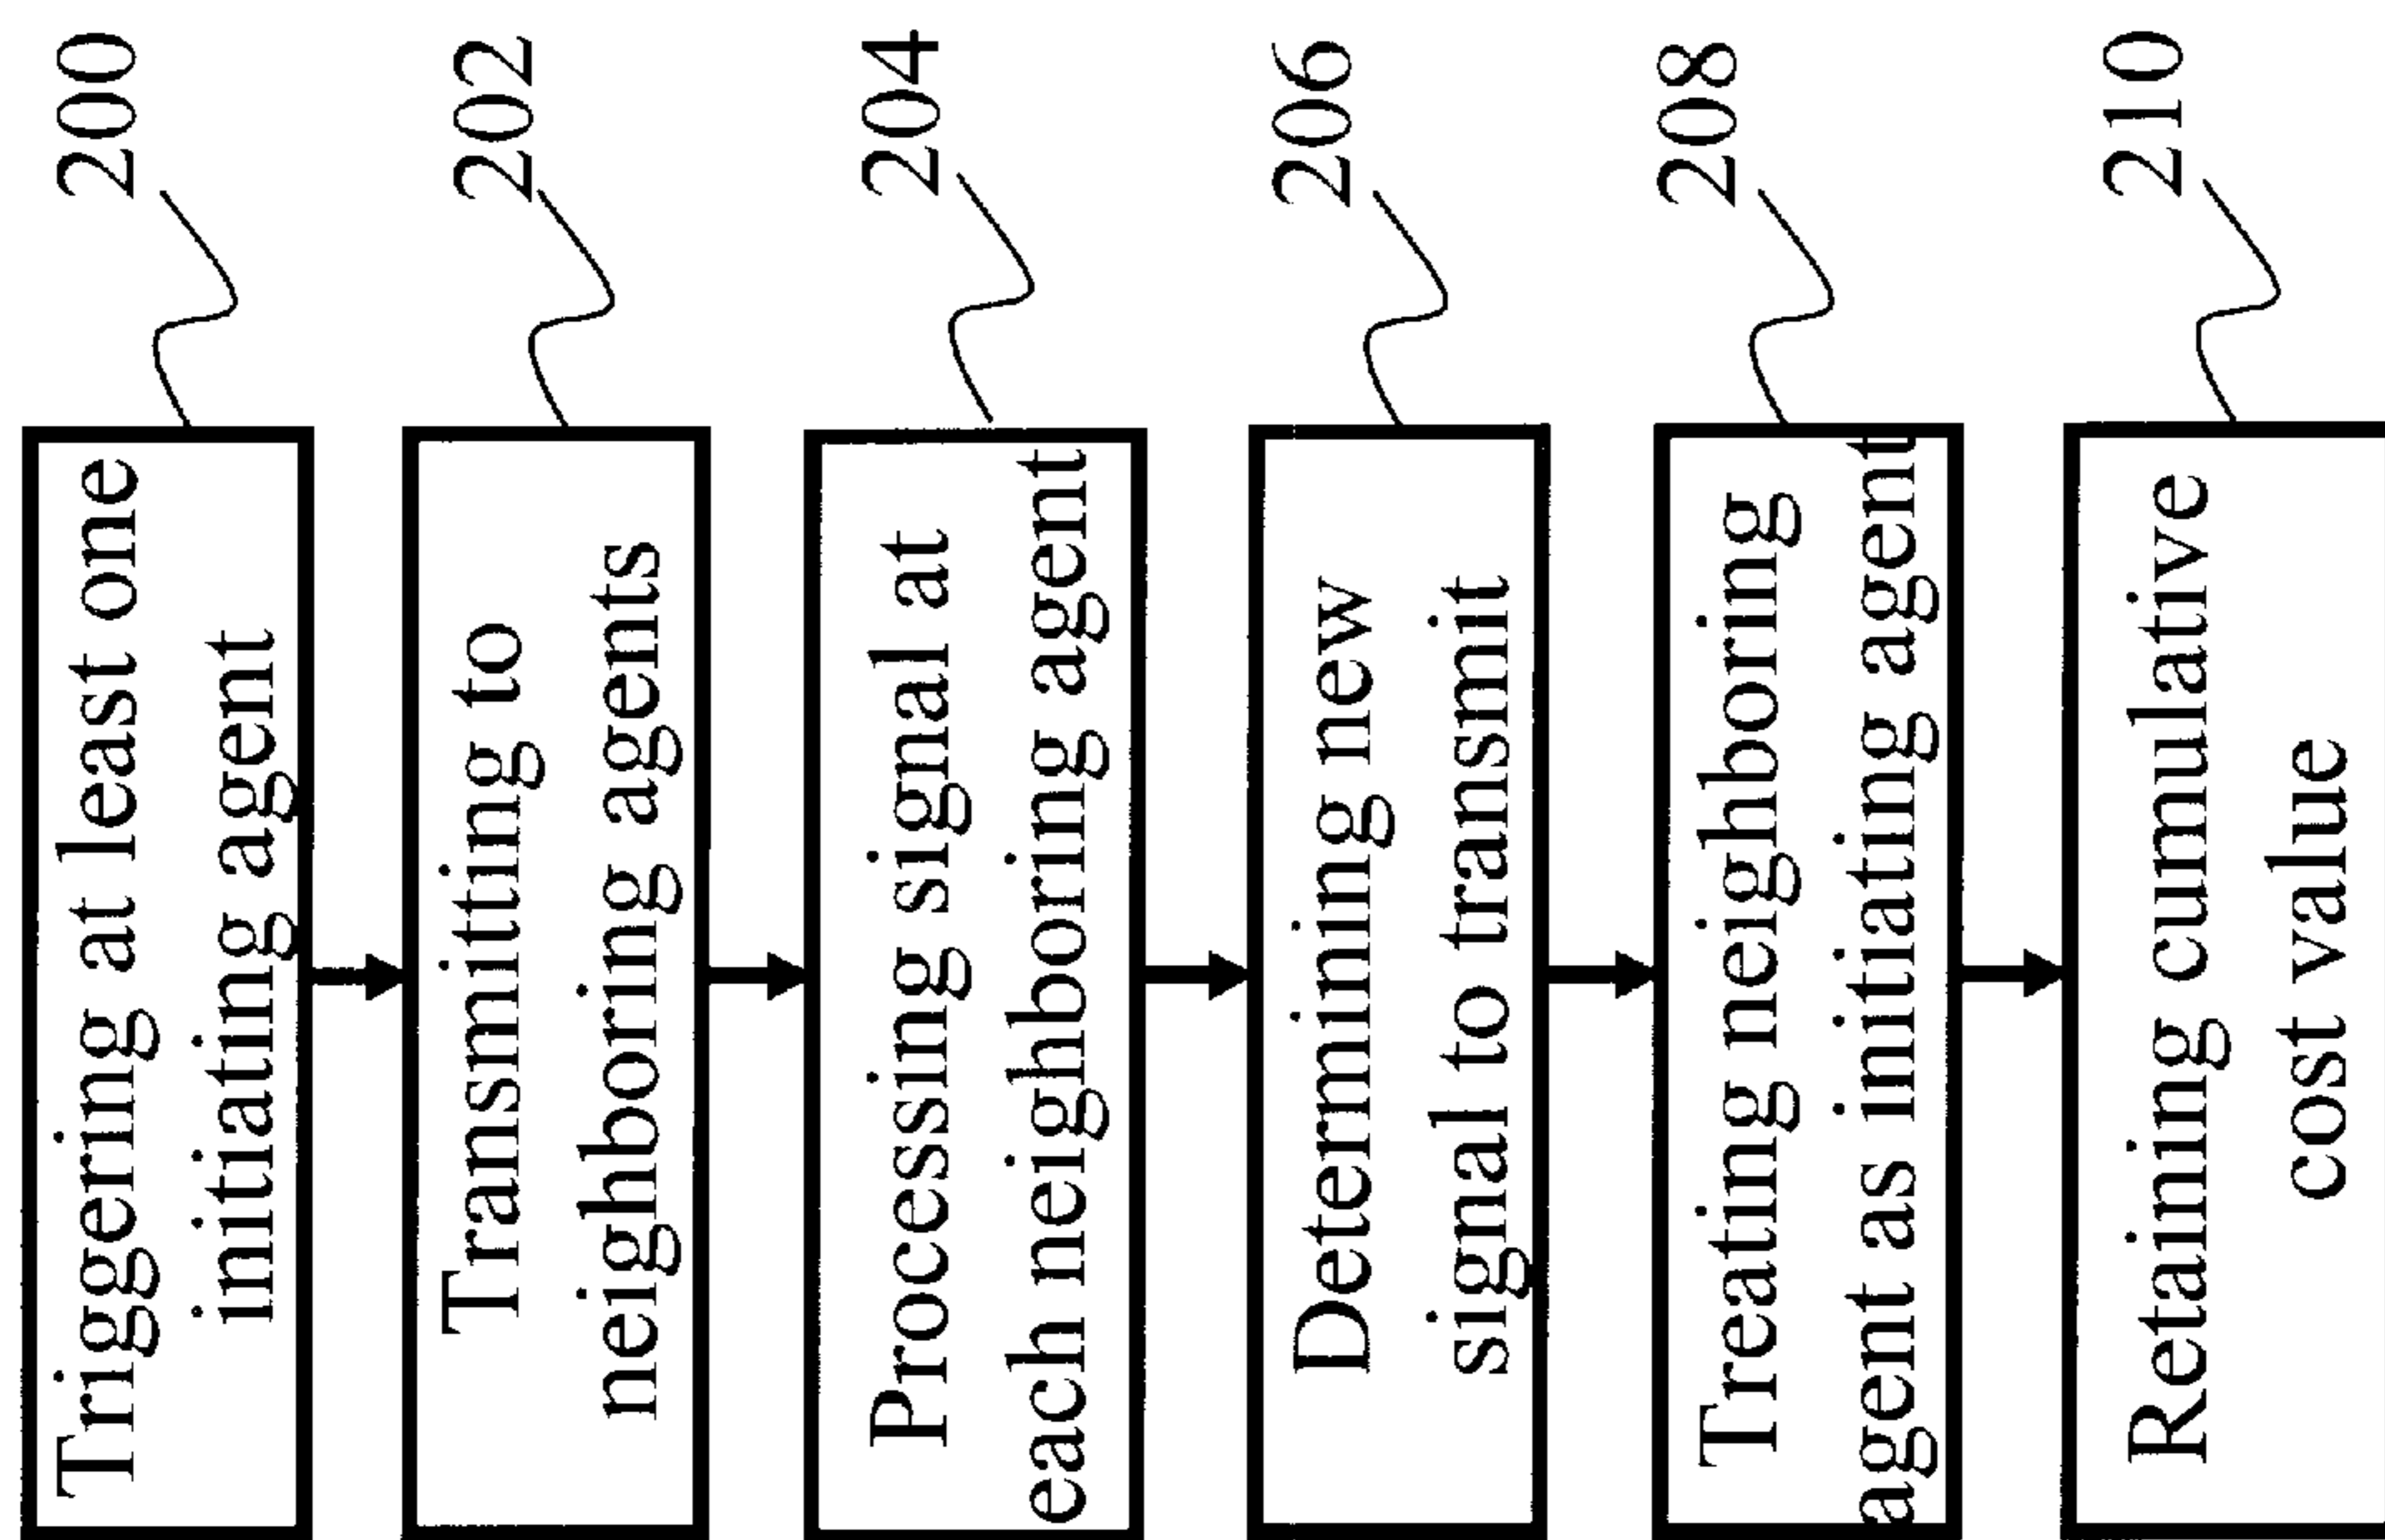 Triggering at least one
initiating agent
200
Transmitting to
neighboring agents
202
Processing signal at
each neighboring agent
204
Determining new
signal to transmit
206
Treating neighboring
agent as initiating agent
208
Retaining cumulative
cost value
210